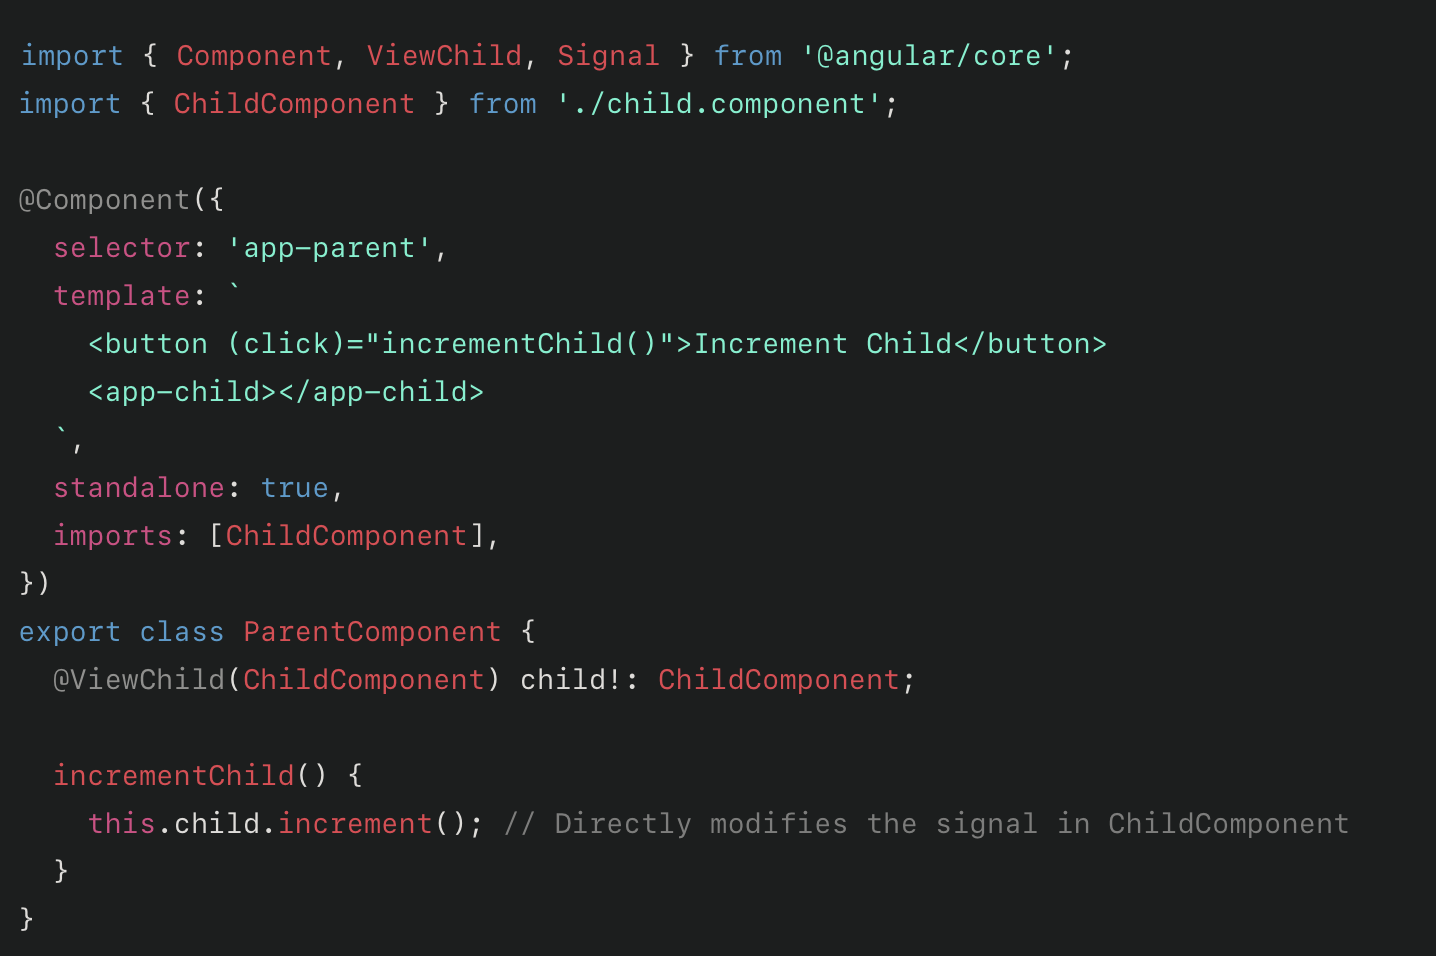 import { Component, ViewChild, Signal } from '@angular/core';
import { ChildComponent } from './child.component';

@Component({
  selector: 'app-parent',
  template: `
    <button (click)="incrementChild()">Increment Child</button>
    <app-child></app-child>
  `,
  standalone: true,
  imports: [ChildComponent],
})
export class ParentComponent {
  @ViewChild(ChildComponent) child!: ChildComponent;

  incrementChild() {
    this.child.increment(); // Directly modifies the signal in ChildComponent
  }
}